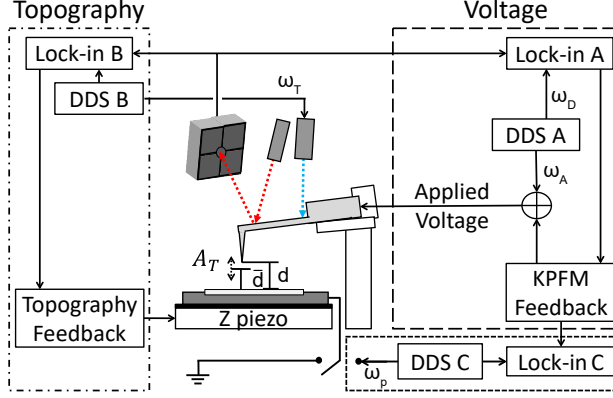 Topography
Voltage
Lock-in B
Lock-in A
DDS B
ω_T
ω_D
DDS A
ω_A
Applied
Voltage
A_T
d̄
d
Topography
Feedback
Z piezo
KPFM
Feedback
ω_p
DDS C
Lock-in C